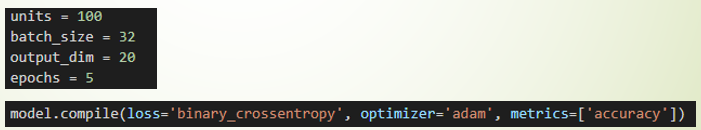 units = 100
batch_size = 32
output_dim = 20
epochs = 5
model.compile(loss='binary_crossentropy', optimizer='adam', metrics=['accuracy'])